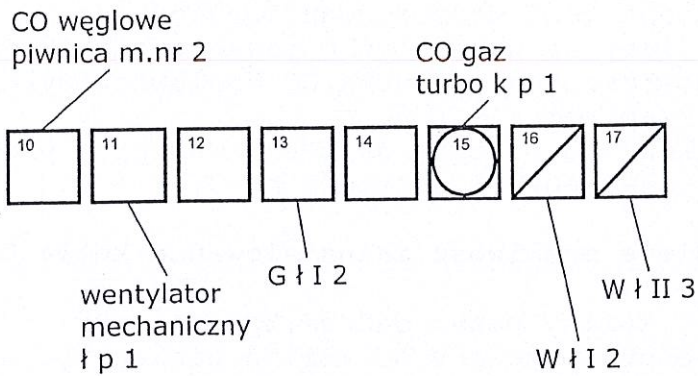 CO węglowe
piwnica m.nr 2
CO gaz
turbo k p 1
10 11 12 13 14 15 16 17
G ł I 2
W ł II 3
wentylator
mechaniczny
ł p 1
W ł I 2